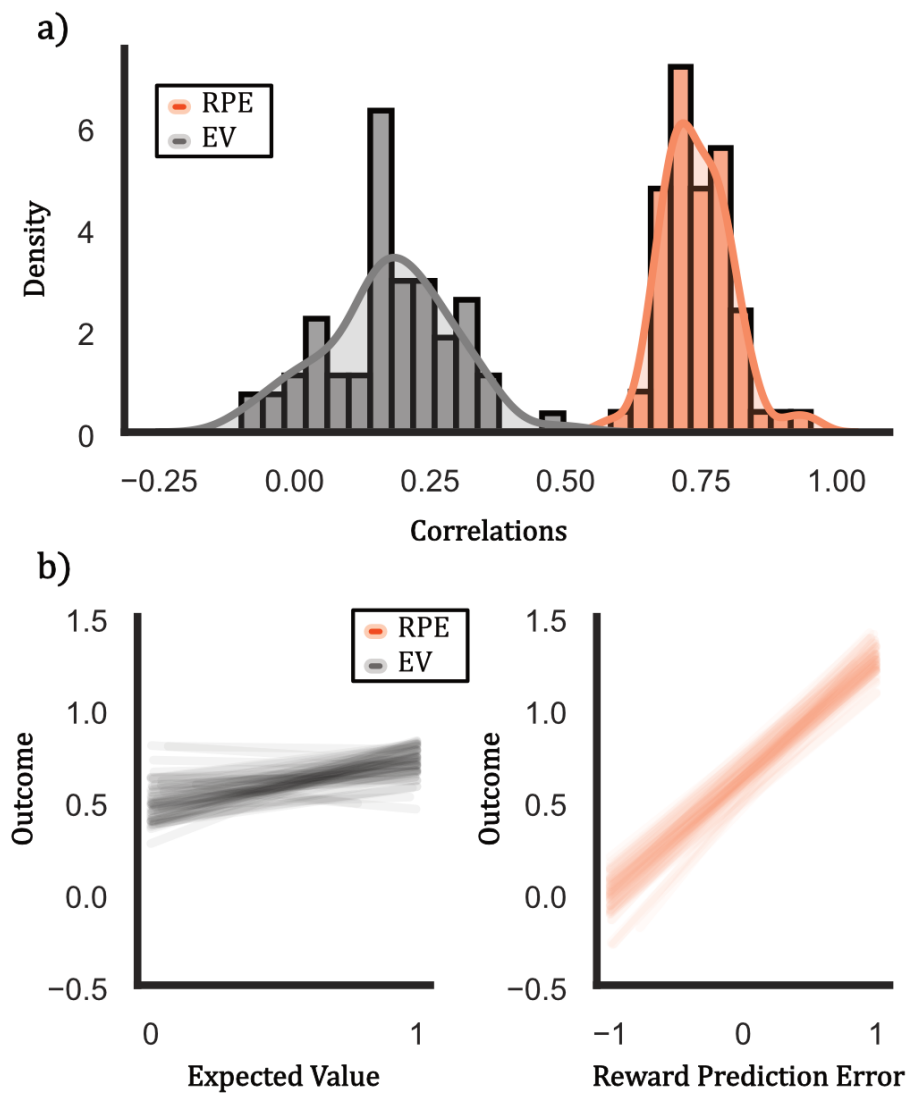 a)
RPE
EV
Density
6
4
2
0
−0.25 0.00 0.25 0.50 0.75 1.00
Correlations
b)
RPE
EV
Outcome
1.5
1.0
0.5
0.0
−0.5
0 1
Expected Value
Outcome
1.5
1.0
0.5
0.0
−0.5
−1 0 1
Reward Prediction Error